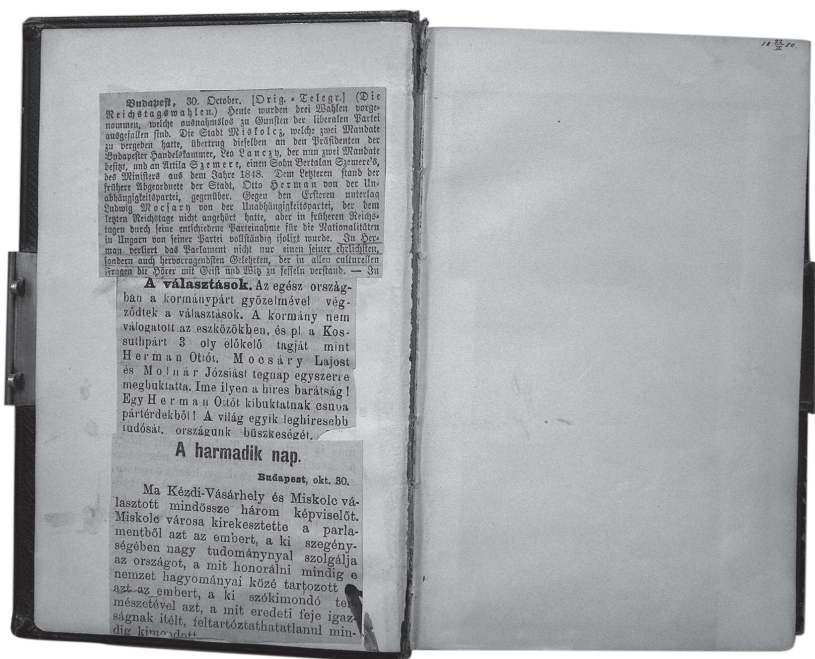 Budapest, 30. October. [Orig.-Telegr.] (Die
Reichstagswahlen.) Heute wurden drei Wahlen vorge-
nommen, welche ausnahmslos zu Gunsten der liberalen Partei
ausgefallen sind. Die Stadt Miskolcz, welche zwei Mandate
zu vergeben hatte, übertrug dieselben an den Präsidenten der
Budapester Handelskammer, Leo Lanczy, der nun zwei Mandate
besitzt, und an Attila Szemere, einen Sohn Bertalan Szemere's,
des Ministers aus dem Jahre 1848. Dem Letzteren stand der
frühere Abgeordnete der Stadt, Otto Herman von der Un-
abhängigkeitspartei, gegenüber. Gegen den Ersteren unterlag
Ludwig Mocsary von der Unabhängigkeitspartei, der dem
letzten Reichstage nicht angehört hatte, aber in früheren Reichs-
tagen durch seine entschiedene Parteinahme für die Nationalitäten
in Ungarn von seiner Partei vollständig isolirt wurde. In Her-
man verliert das Parlament nicht nur einen seiner ehrlichsten,
sondern auch hervorragendsten Gelehrten, der in allen culturellen
Fragen die Hörer mit Geist und Witz zu fesseln verstand. — In
A választások. Az egész ország-
ban a kormánypárt győzelmével vég-
ződtek a választások. A kormány nem
válogatott az eszközökben, és pl a Kos-
suthpárt 3 oly előkelő tagját mint
Herman Ottót, Mocsáry Lajost
és Molnár Józsiást tegnap egyszerre
megbuktatta. Ime ilyen a hires barátság!
Egy Herman Ottót kibuktatnak csupa
pártérdekből! A világ egyik leghiresebb
tudósát, országunk büszkeségét.
A harmadik nap.
Budapest, okt. 30.
Ma Kézdi-Vásárhely és Miskolc vá-
lasztott mindössze három képviselőt.
Miskolc városa kirekesztette a parla-
mentből azt az embert, a ki szegény-
ségében nagy tudománynyal szolgálja
az országot, a mit honorálni mindig e
nemzet hagyományai közé tartozott
azt az embert, a ki szókimondó ter
mészetével azt, a mit eredeti feje igaz-
ságnak itélt, feltartóztathatatlanul min-
dig kimondott